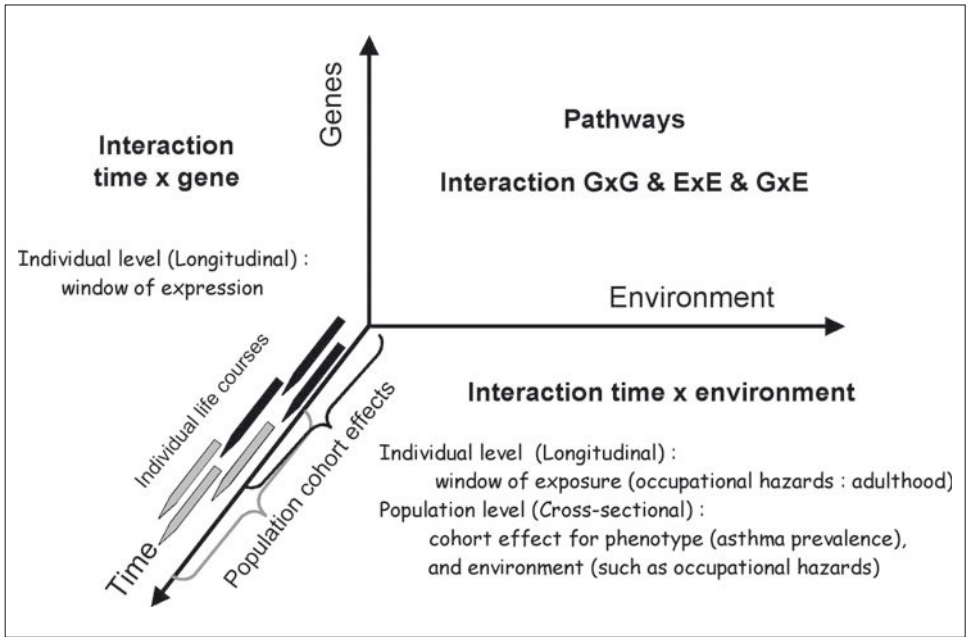 Genes
Pathways
Interaction GxG & ExE & GxE
Interaction
time x gene
Individual level (Longitudinal) :
window of expression
Environment
Individual life courses
Population cohort effects
Time
Interaction time x environment
Individual level (Longitudinal) :
window of exposure (occupational hazards : adulthood)
Population level (Cross-sectional) :
cohort effect for phenotype (asthma prevalence),
and environment (such as occupational hazards)